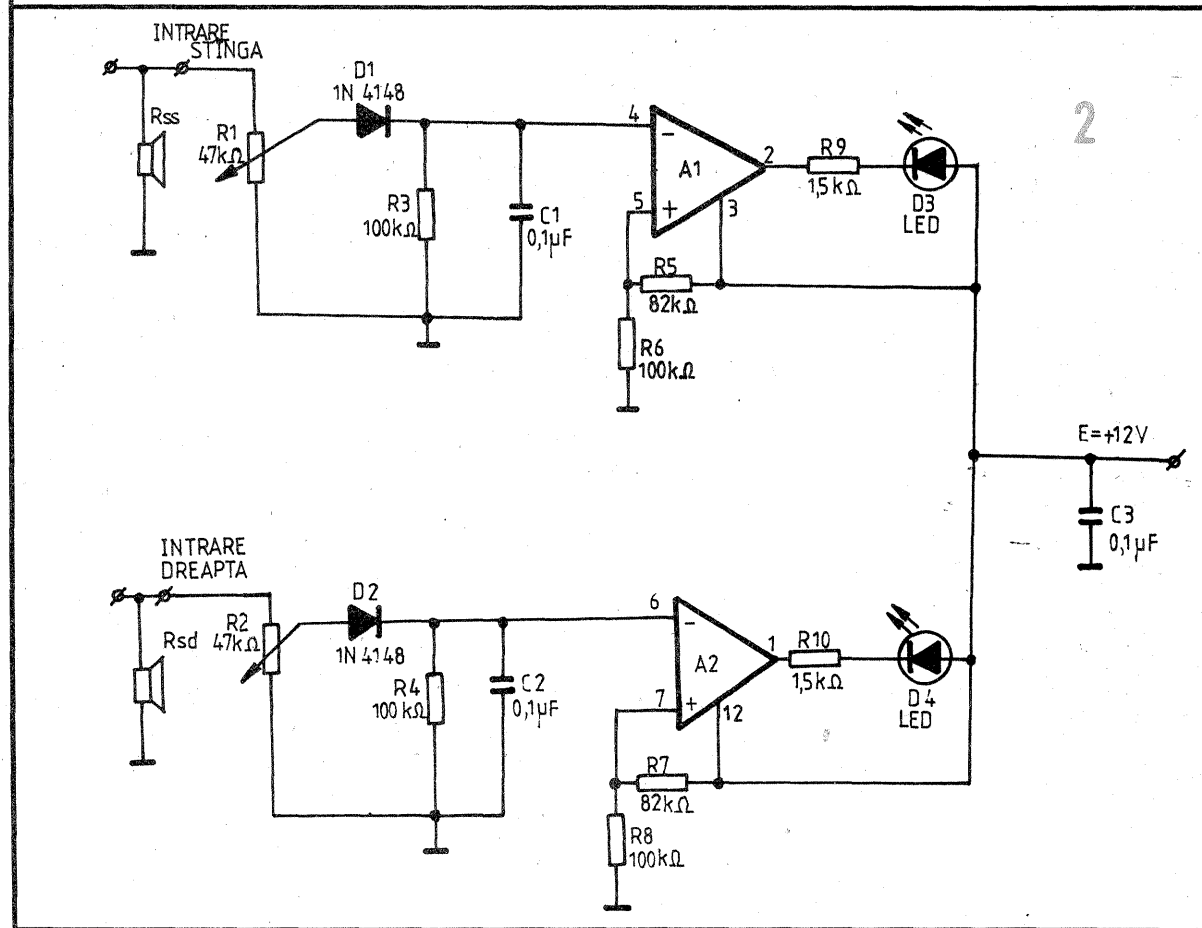 INTRARE
STINGA
D1
1N 4148
Rss
R1
47kΩ
R3
100kΩ
C1
0,1µF
4
−
5
+
A1
2
3
R9
1,5kΩ
D3
LED
2
R5
82kΩ
R6
100kΩ
E=+12V
C3
0,1µF
INTRARE
DREAPTA
D2
1N 4148
Rsd
R2
47kΩ
R4
100kΩ
C2
0,1µF
6
−
7
+
A2
1
12
R10
1,5kΩ
D4
LED
R7
82kΩ
R8
100kΩ